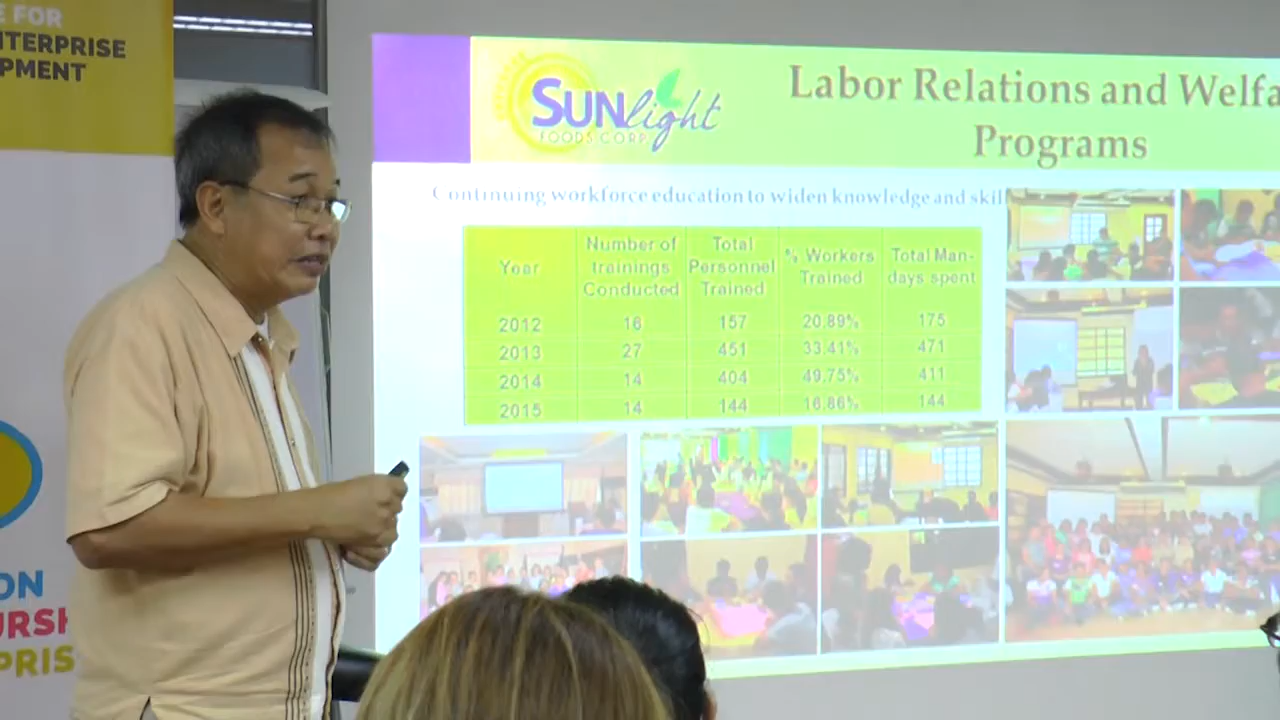 E FOR
NTERPRISE
PMENT
ON
URSH
PRIS
SUNlight
FOODS CORP
Labor Relations and Welfa
Programs
Continuing workforce education to widen knowledge and skil
Year Number of trainings Conducted Total Personnel Trained % Workers Trained Total Man-days spent
2012 16 157 20.89% 175
2013 27 451 33.41% 471
2014 14 404 49.75% 411
2015 14 144 16.86% 144